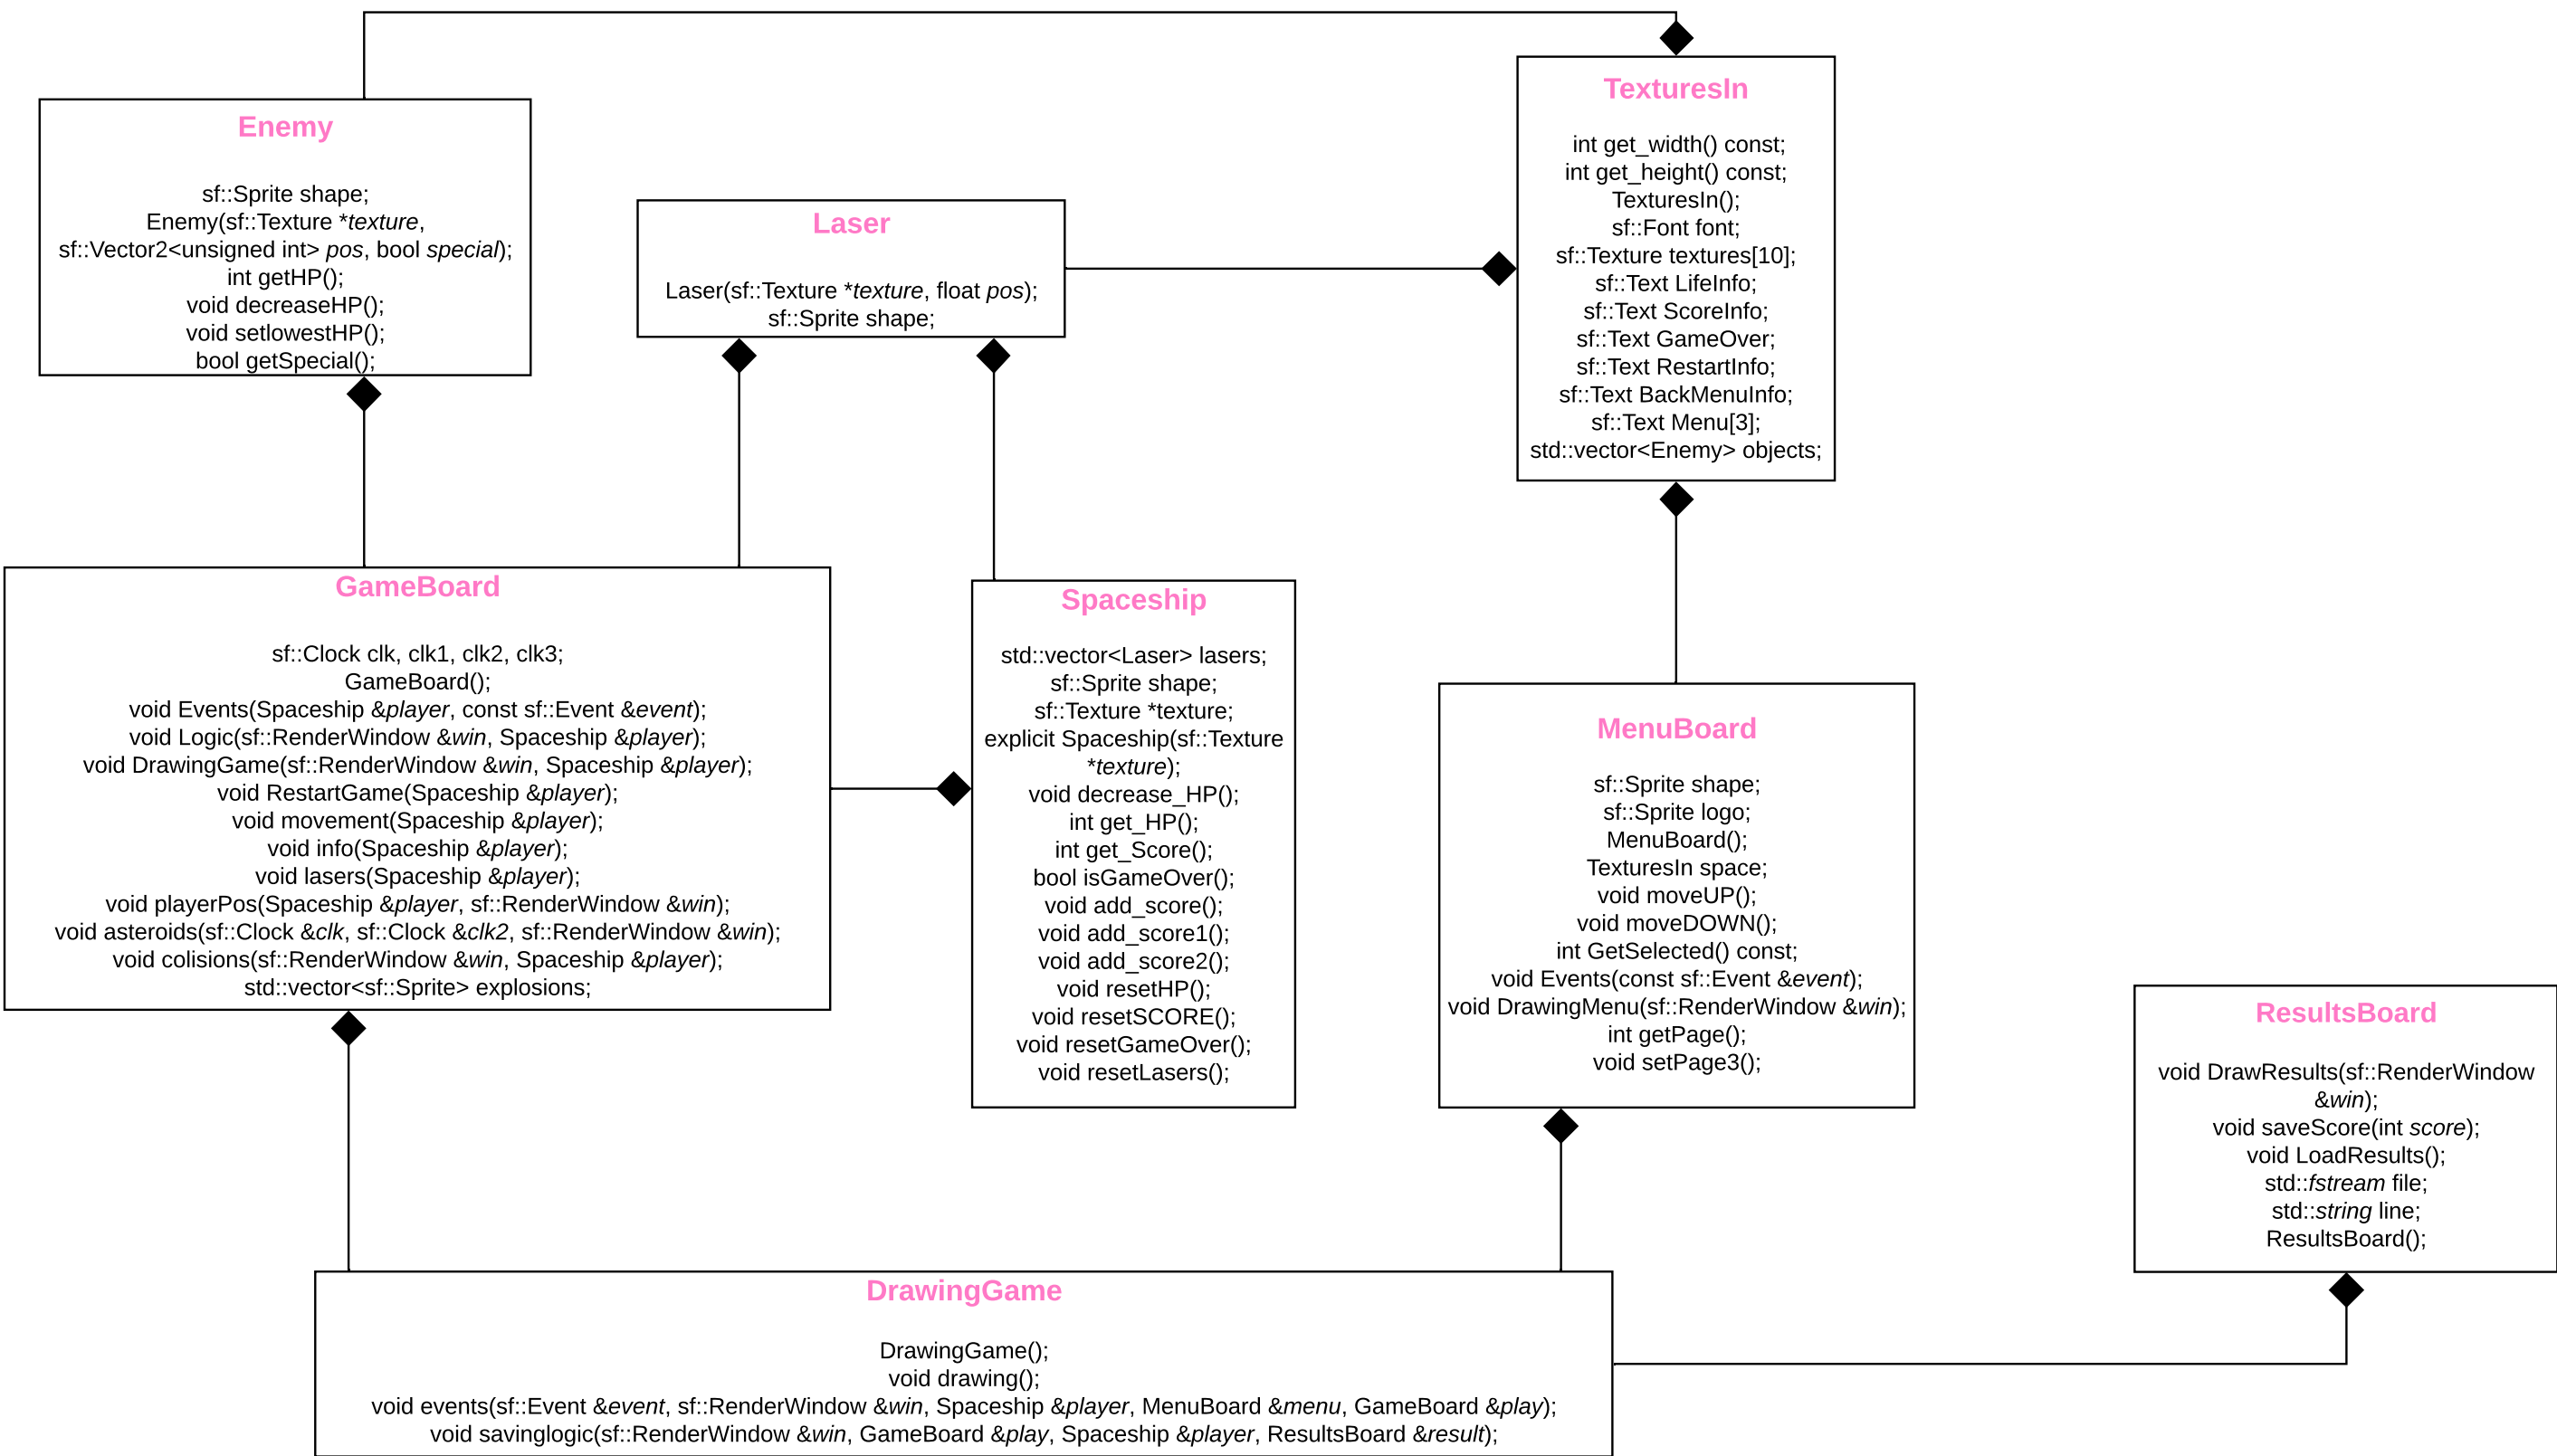 Enemy
sf::Sprite shape;
Enemy(sf::Texture *texture,
sf::Vector2<unsigned int> pos, bool special);
int getHP();
void decreaseHP();
void setlowestHP();
bool getSpecial();
Laser
Laser(sf::Texture *texture, float pos);
sf::Sprite shape;
TexturesIn
int get_width() const;
int get_height() const;
TexturesIn();
sf::Font font;
sf::Texture textures[10];
sf::Text LifeInfo;
sf::Text ScoreInfo;
sf::Text GameOver;
sf::Text RestartInfo;
sf::Text BackMenuInfo;
sf::Text Menu[3];
std::vector<Enemy> objects;
GameBoard
sf::Clock clk, clk1, clk2, clk3;
GameBoard();
void Events(Spaceship &player, const sf::Event &event);
void Logic(sf::RenderWindow &win, Spaceship &player);
void DrawingGame(sf::RenderWindow &win, Spaceship &player);
void RestartGame(Spaceship &player);
void movement(Spaceship &player);
void info(Spaceship &player);
void lasers(Spaceship &player);
void playerPos(Spaceship &player, sf::RenderWindow &win);
void asteroids(sf::Clock &clk, sf::Clock &clk2, sf::RenderWindow &win);
void colisions(sf::RenderWindow &win, Spaceship &player);
std::vector<sf::Sprite> explosions;
Spaceship
std::vector<Laser> lasers;
sf::Sprite shape;
sf::Texture *texture;
explicit Spaceship(sf::Texture
*texture);
void decrease_HP();
int get_HP();
int get_Score();
bool isGameOver();
void add_score();
void add_score1();
void add_score2();
void resetHP();
void resetSCORE();
void resetGameOver();
void resetLasers();
MenuBoard
sf::Sprite shape;
sf::Sprite logo;
MenuBoard();
TexturesIn space;
void moveUP();
void moveDOWN();
int GetSelected() const;
void Events(const sf::Event &event);
void DrawingMenu(sf::RenderWindow &win);
int getPage();
void setPage3();
ResultsBoard
void DrawResults(sf::RenderWindow
&win);
void saveScore(int score);
void LoadResults();
std::fstream file;
std::string line;
ResultsBoard();
DrawingGame
DrawingGame();
void drawing();
void events(sf::Event &event, sf::RenderWindow &win, Spaceship &player, MenuBoard &menu, GameBoard &play);
void savinglogic(sf::RenderWindow &win, GameBoard &play, Spaceship &player, ResultsBoard &result);